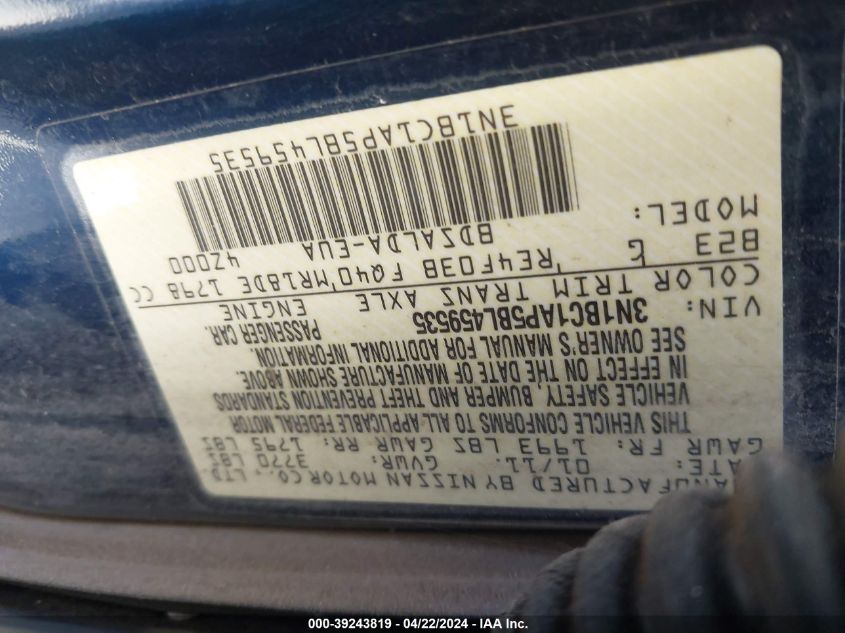 MANUFACTURED BY NISSAN MOTOR CO., LTD.
DATE: 01/11 GVWR: 3770 LBS
GAWR FR: 1993 LBS GAWR RR: 1795 LBS
THIS VEHICLE CONFORMS TO ALL APPLICABLE FEDERAL MOTOR
VEHICLE SAFETY, BUMPER AND THEFT PREVENTION STANDARDS
IN EFFECT ON THE DATE OF MANUFACTURE SHOWN ABOVE.
SEE OWNER'S MANUAL FOR ADDITIONAL INFORMATION.
VIN: 3N1BC1AP5BL459535 PASSENGER CAR.
COLOR TRIM TRANS AXLE ENGINE
B23 G 'RE4F03B FQ40'MR18DE 1798 CC
MODEL: BDZALDA-EUA 4Z000
3N1BC1AP5BL459535
000-39243819 - 04/22/2024 - IAA Inc.